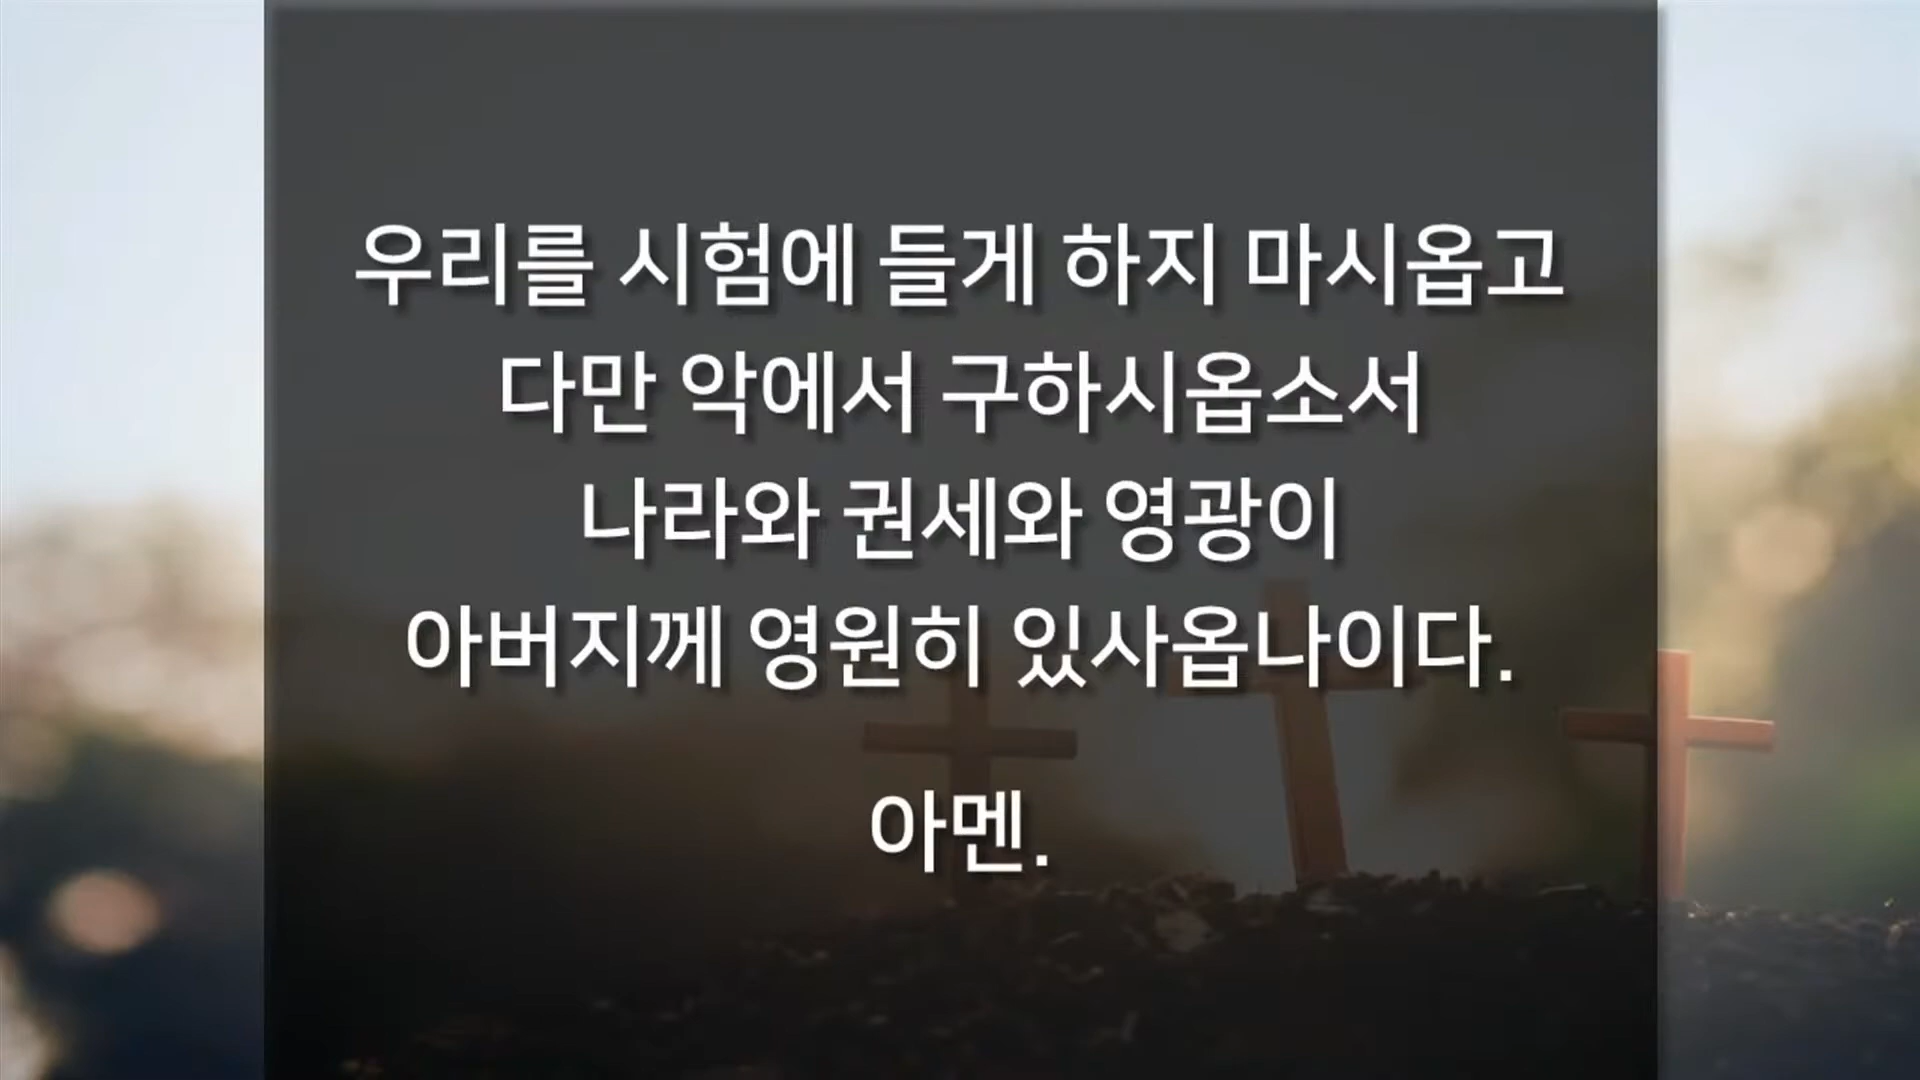 우리를 시험에 들게 하지 마시옵고
다만 악에서 구하시옵소서
나라와 권세와 영광이
아버지께 영원히 있사옵나이다.
아멘.